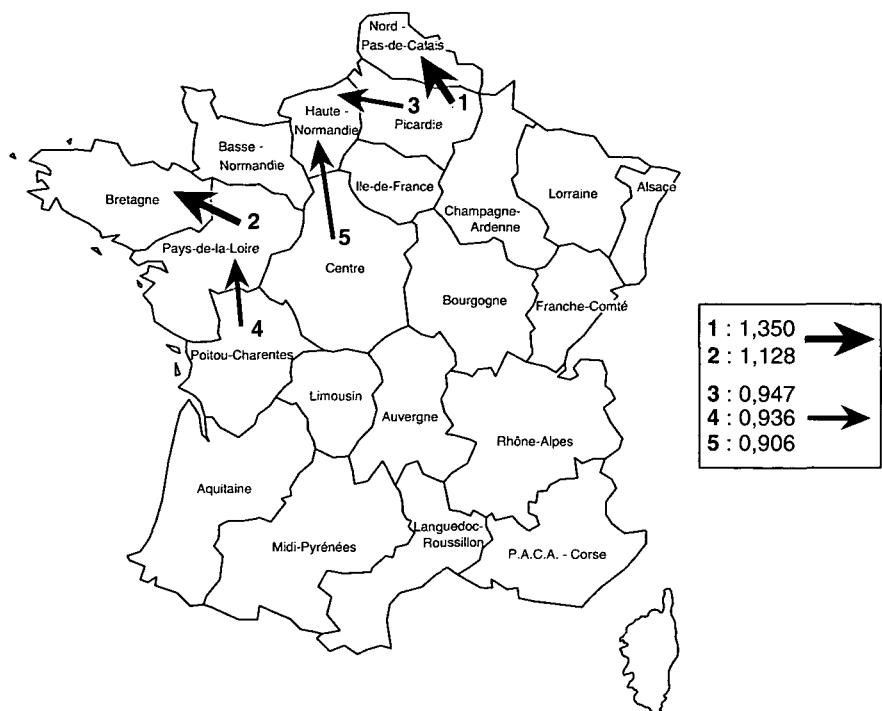 Nord -
Pas-de-Calais
3
1
Haute -
Normandie
Picardie
Basse -
Normandie
Ile-de-France
Lorraine
Alsace
Bretagne
2
Champagne-
Ardenne
5
Pays-de-la-Loire
Centre
Bourgogne
Franche-Comté
4
Poitou-Charentes
Limousin
Auvergne
Rhône-Alpes
Aquitaine
Languedoc-
Roussillon
Midi-Pyrénées
P.A.C.A. - Corse
1 : 1,350
2 : 1,128
3 : 0,947
4 : 0,936
5 : 0,906